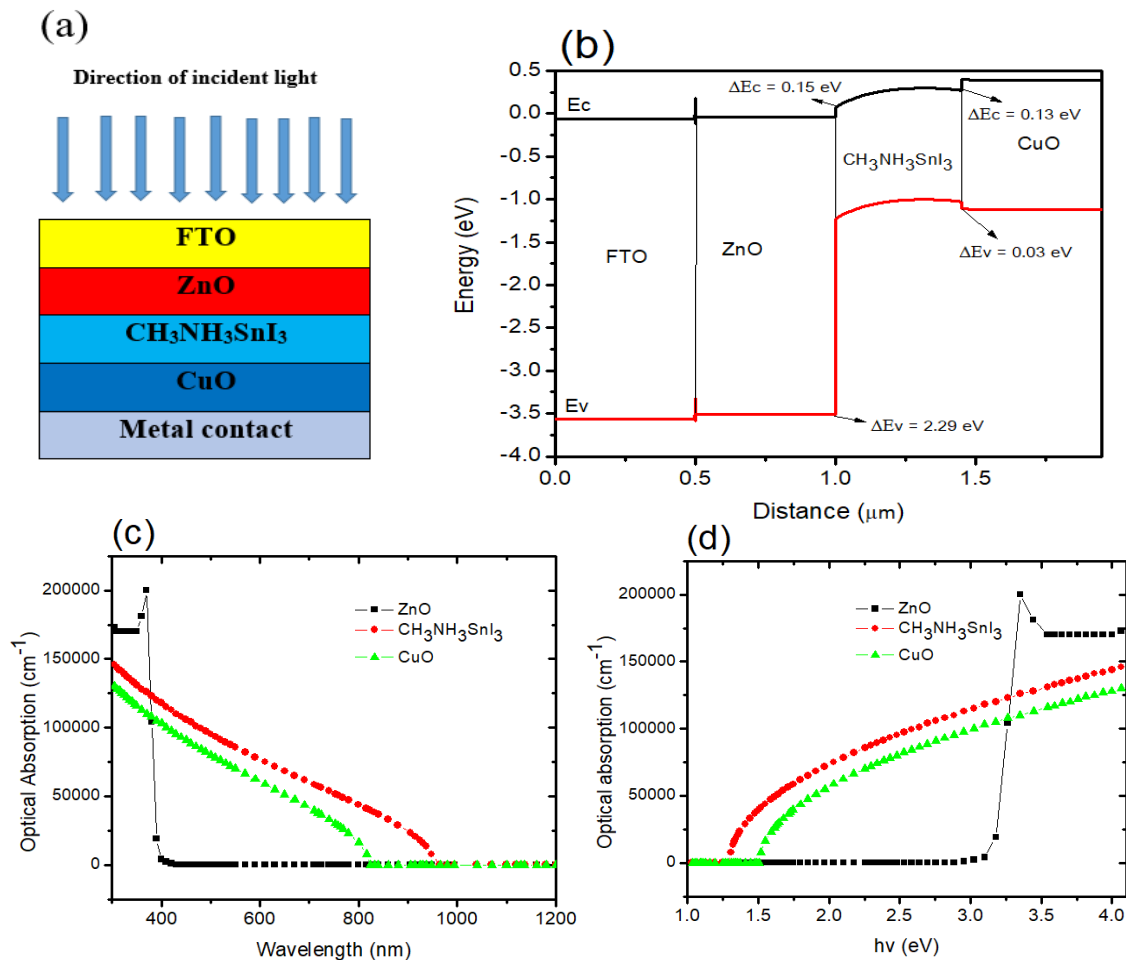 (a)
Direction of incident light
FTO
ZnO
CH₃NH₃SnI₃
CuO
Metal contact
(b)
0.5
0.0
-0.5
-1.0
-1.5
-2.0
-2.5
-3.0
-3.5
-4.0
Energy (eV)
Ec
ΔEc = 0.15 eV
ΔEc = 0.13 eV
CH₃NH₃SnI₃
CuO
ΔEv = 0.03 eV
FTO
ZnO
Ev
ΔEv = 2.29 eV
0.0
0.5
1.0
1.5
Distance (μm)
(c)
200000
150000
100000
50000
0
Optical Absorption (cm⁻¹)
ZnO
CH₃NH₃SnI₃
CuO
400
600
800
1000
1200
Wavelength (nm)
(d)
200000
150000
100000
50000
0
Optical absorption (cm⁻¹)
ZnO
CH₃NH₃SnI₃
CuO
1.0
1.5
2.0
2.5
3.0
3.5
4.0
hν (eV)